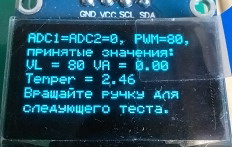 GND VCC SCL SDA
ADC1=ADC2=0, PWM=80,
принятые значения:
VL = 80 VA = 0.00
Temper = 2.46
Вращайте ручку для
следующего теста.